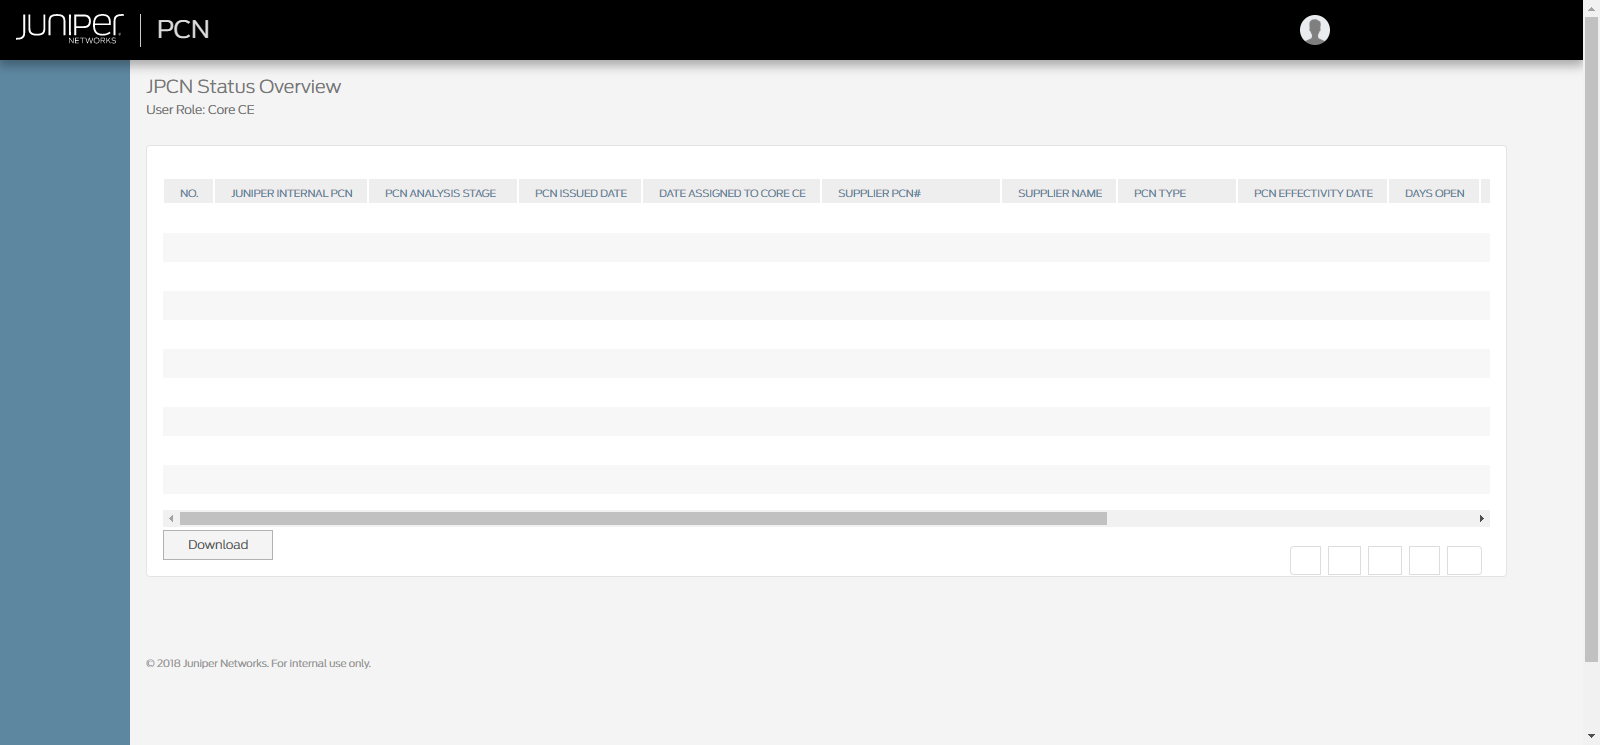 JUNIPEr NETWORKS PCN
JPCN Status Overview
User Role: Core CE
NO. JUNIPER INTERNAL PCN PCN ANALYSIS STAGE PCN ISSUED DATE DATE ASSIGNED TO CORE CE SUPPLIER PCN# SUPPLIER NAME PCN TYPE PCN EFFECTIVITY DATE DAYS OPEN
Download
© 2018 Juniper Networks. For internal use only.